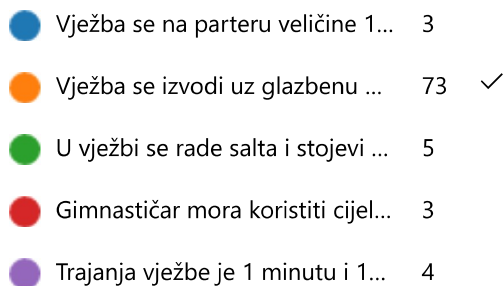 Vježba se na parteru veličine 1... 3
Vježba se izvodi uz glazbenu ... 73
U vježbi se rade salta i stojevi ... 5
Gimnastičar mora koristiti cijel... 3
Trajanja vježbe je 1 minutu i 1... 4